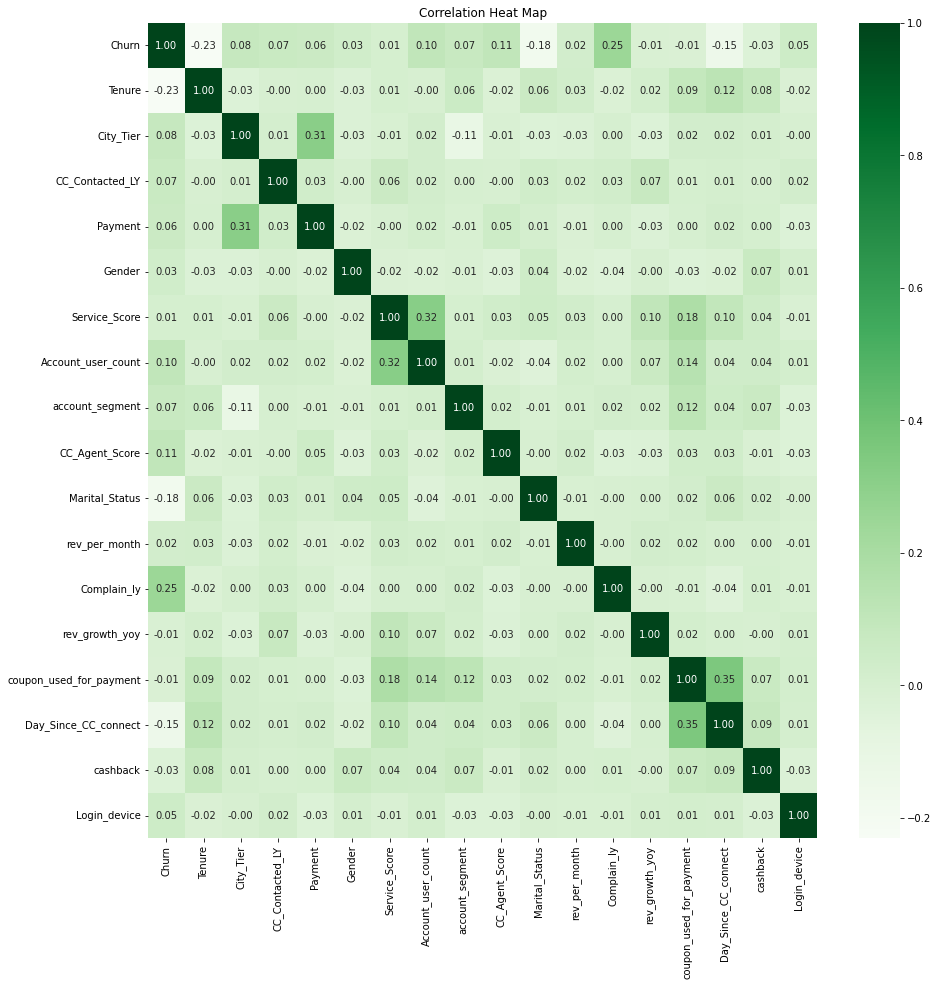 Correlation Heat Map
Churn 1.00 -0.23 0.08 0.07 0.06 0.03 0.01 0.10 0.07 0.11 -0.18 0.02 0.25 -0.01 -0.01 -0.15 -0.03 0.05
Tenure -0.23 1.00 -0.03 -0.00 0.00 -0.03 0.01 -0.00 0.06 -0.02 0.06 0.03 -0.02 0.02 0.09 0.12 0.08 -0.02
City_Tier 0.08 -0.03 1.00 0.01 0.31 -0.03 -0.01 0.02 -0.11 -0.01 -0.03 -0.03 0.00 -0.03 0.02 0.02 0.01 -0.00
CC_Contacted_LY 0.07 -0.00 0.01 1.00 0.03 -0.00 0.06 0.02 0.00 -0.00 0.03 0.02 0.03 0.07 0.01 0.01 0.00 0.02
Payment 0.06 0.00 0.31 0.03 1.00 -0.02 -0.00 0.02 -0.01 0.05 0.01 -0.01 0.00 -0.03 0.00 0.02 0.00 -0.03
Gender 0.03 -0.03 -0.03 -0.00 -0.02 1.00 -0.02 -0.02 -0.01 -0.03 0.04 -0.02 -0.04 -0.00 -0.03 -0.02 0.07 0.01
Service_Score 0.01 0.01 -0.01 0.06 -0.00 -0.02 1.00 0.32 0.01 0.03 0.05 0.03 0.00 0.10 0.18 0.10 0.04 -0.01
Account_user_count 0.10 -0.00 0.02 0.02 0.02 -0.02 0.32 1.00 0.01 -0.02 -0.04 0.02 0.00 0.07 0.14 0.04 0.04 0.01
account_segment 0.07 0.06 -0.11 0.00 -0.01 -0.01 0.01 0.01 1.00 0.02 -0.01 0.01 0.02 0.02 0.12 0.04 0.07 -0.03
CC_Agent_Score 0.11 -0.02 -0.01 -0.00 0.05 -0.03 0.03 -0.02 0.02 1.00 -0.00 0.02 -0.03 -0.03 0.03 0.03 -0.01 -0.03
Marital_Status -0.18 0.06 -0.03 0.03 0.01 0.04 0.05 -0.04 -0.01 -0.00 1.00 -0.01 -0.00 0.00 0.02 0.06 0.02 -0.00
rev_per_month 0.02 0.03 -0.03 0.02 -0.01 -0.02 0.03 0.02 0.01 0.02 -0.01 1.00 -0.00 0.02 0.02 0.00 0.00 -0.01
Complain_ly 0.25 -0.02 0.00 0.03 0.00 -0.04 0.00 0.00 0.02 -0.03 -0.00 -0.00 1.00 -0.00 -0.01 -0.04 0.01 -0.01
rev_growth_yoy -0.01 0.02 -0.03 0.07 -0.03 -0.00 0.10 0.07 0.02 -0.03 0.00 0.02 -0.00 1.00 0.02 0.00 -0.00 0.01
coupon_used_for_payment -0.01 0.09 0.02 0.01 0.00 -0.03 0.18 0.14 0.12 0.03 0.02 0.02 -0.01 0.02 1.00 0.35 0.07 0.01
Day_Since_CC_connect -0.15 0.12 0.02 0.01 0.02 -0.02 0.10 0.04 0.04 0.03 0.06 0.00 -0.04 0.00 0.35 1.00 0.09 0.01
cashback -0.03 0.08 0.01 0.00 0.00 0.07 0.04 0.04 0.07 -0.01 0.02 0.00 0.01 -0.00 0.07 0.09 1.00 -0.03
Login_device 0.05 -0.02 -0.00 0.02 -0.03 0.01 -0.01 0.01 -0.03 -0.03 -0.00 -0.01 -0.01 0.01 0.01 0.01 -0.03 1.00
Churn
Tenure
City_Tier
CC_Contacted_LY
Payment
Gender
Service_Score
Account_user_count
account_segment
CC_Agent_Score
Marital_Status
rev_per_month
Complain_ly
rev_growth_yoy
coupon_used_for_payment
Day_Since_CC_connect
cashback
Login_device
1.0
0.8
0.6
0.4
0.2
0.0
−0.2